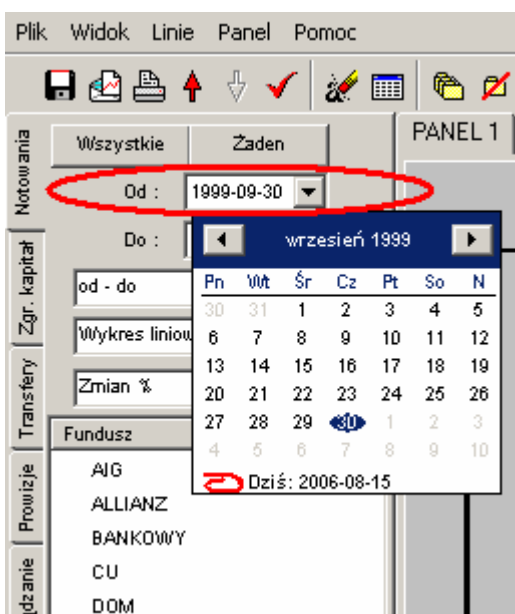 Plik Widok Linie Panel Pomoc
Wszystkie Żaden PANEL 1
Notowania
Od : 1999-09-30
Do :
wrzesień 1999
Pn Wt Śr Cz Pt So N
30 31 1 2 3 4 5
6 7 8 9 10 11 12
13 14 15 16 17 18 19
20 21 22 23 24 25 26
27 28 29 30 1 2 3
4 5 6 7 8 9 10
Dziś: 2006-08-15
Zgr. kapitał
od - do
Wykres liniow
Zmian %
Transfery
Fundusz
AIG
ALLIANZ
BANKOWY
CU
DOM
Prowizje
dzanie